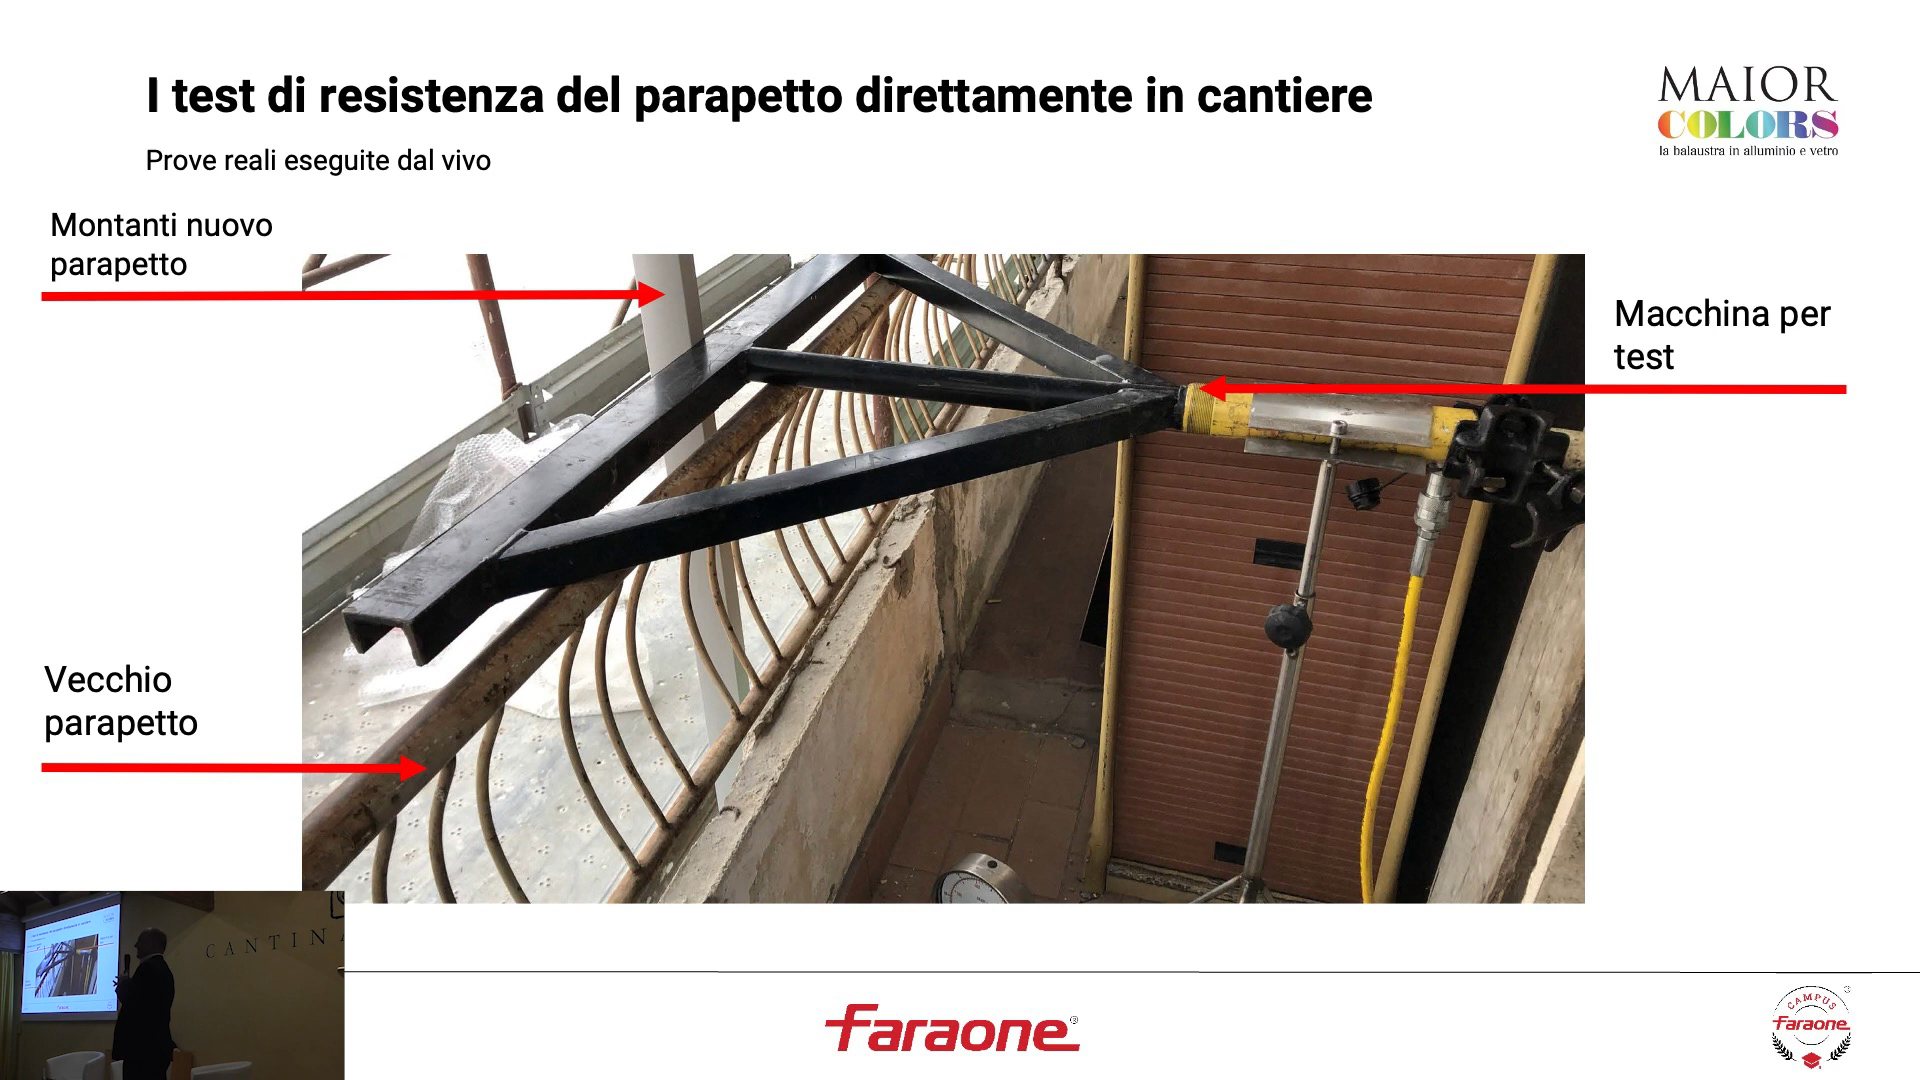 I test di resistenza del parapetto direttamente in cantiere
Prove reali eseguite dal vivo
MAIOR
COLORS
la balaustra in alluminio e vetro
Montanti nuovo
parapetto
Macchina per
test
Vecchio
parapetto
CANTINA
faraone®
CAMPUS
faraone